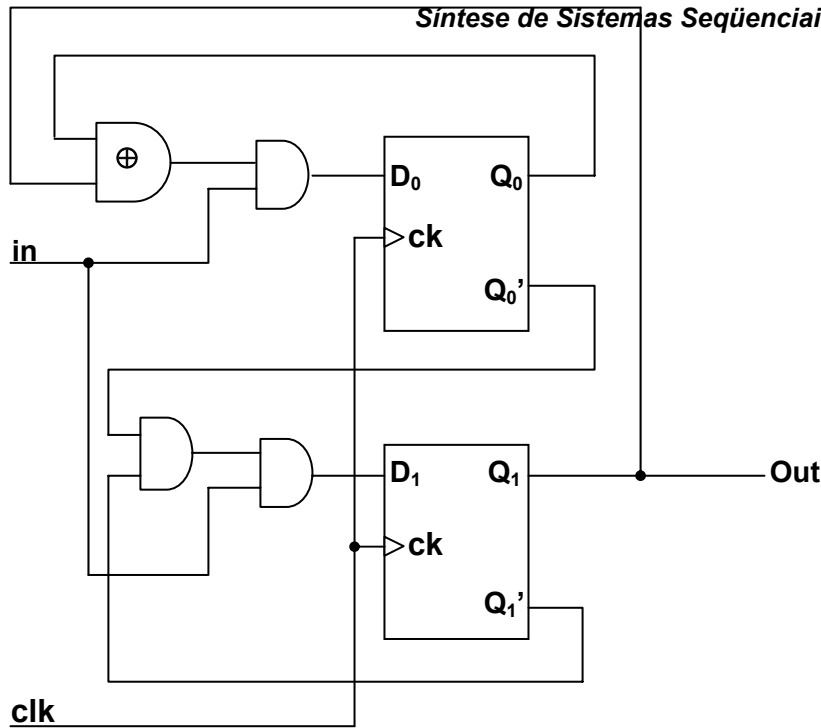 Síntese de Sistemas Seqüenciai
⊕
D₀ Q₀
ck
in
Q₀’
D₁ Q₁
Out
ck
Q₁’
clk